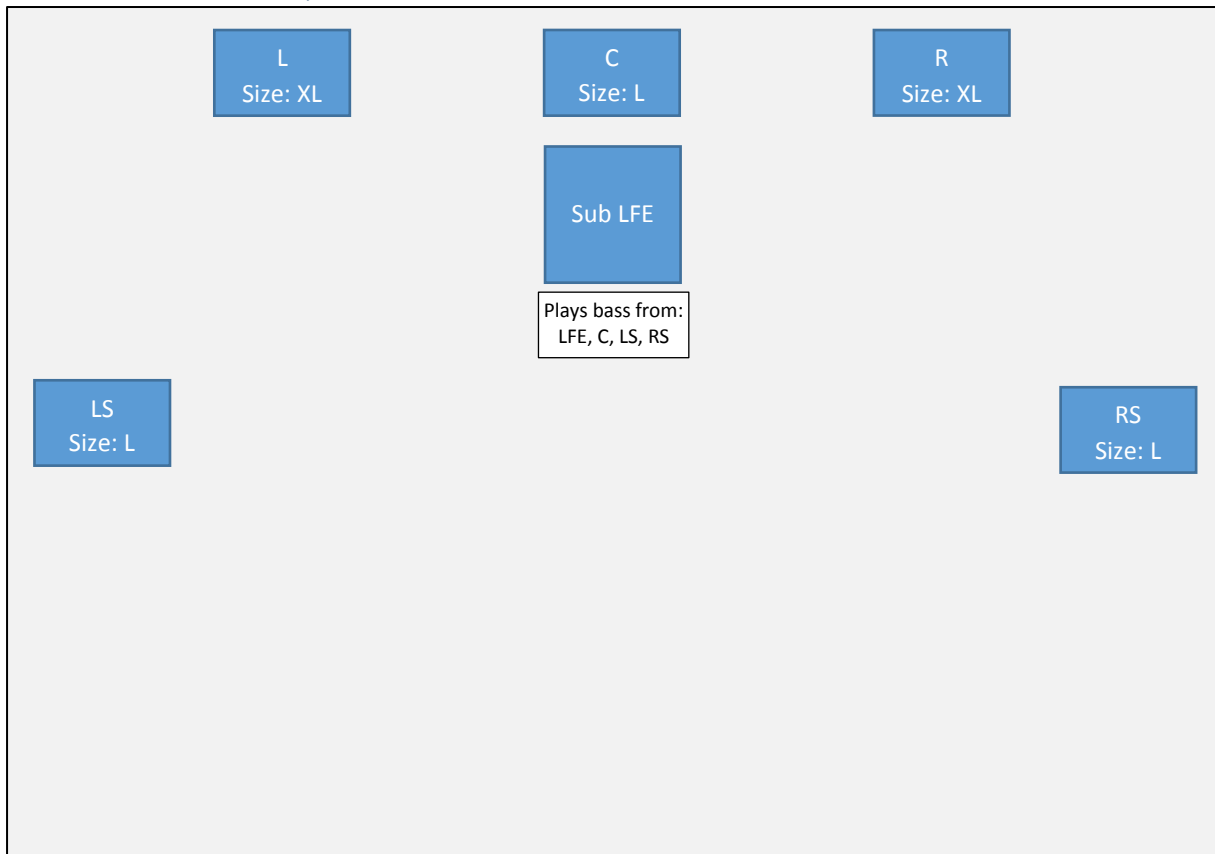 L
Size: XL
C
Size: L
R
Size: XL
Sub LFE
Plays bass from:
LFE, C, LS, RS
LS
Size: L
RS
Size: L